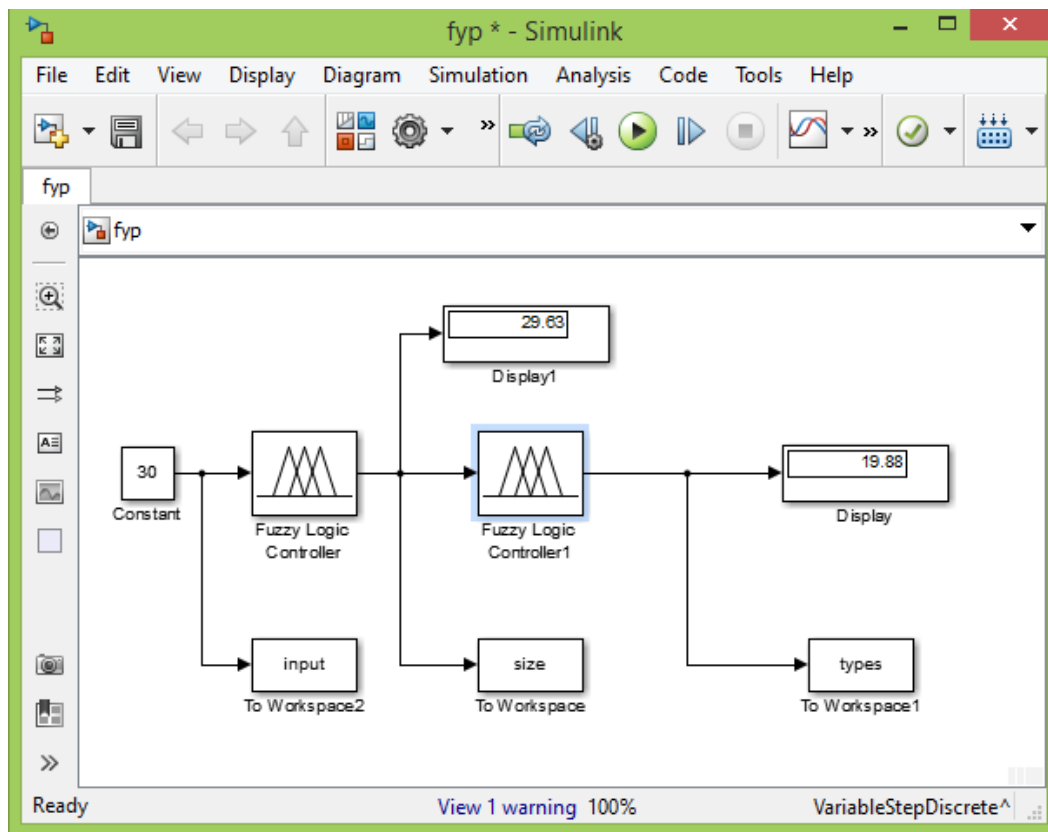 fyp * - Simulink
File Edit View Display Diagram Simulation Analysis Code Tools Help
fyp
fyp
29.63
Display1
30
Constant
Fuzzy Logic
Controller
Fuzzy Logic
Controller1
19.88
Display
input
To Workspace2
size
To Workspace
types
To Workspace1
Ready View 1 warning 100% VariableStepDiscrete^